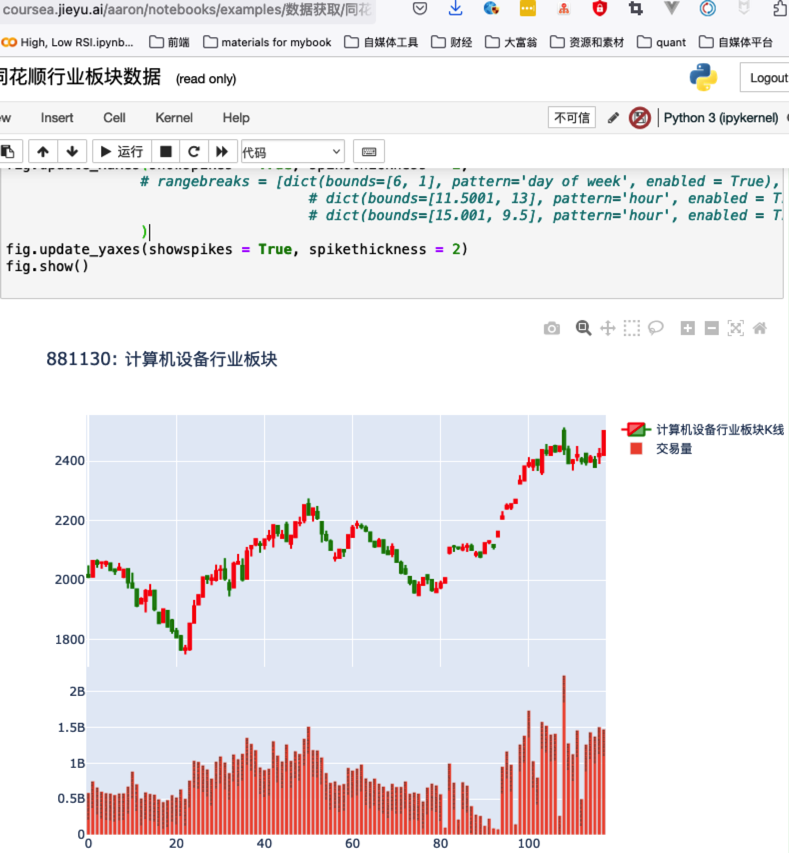 coursea.jieyu.ai/aaron/notebooks/examples/数据获取/同花
High, Low RSI.ipynb... 前端 materials for mybook 自媒体工具 财经 大富翁 资源和素材 quant 自媒体平台
同花顺行业板块数据 (read only) Logout
ew Insert Cell Kernel Help 不可信 Python 3 (ipykernel)
运行 代码
# rangebreaks = [dict(bounds=[6, 1], pattern='day of week', enabled = True),
# dict(bounds=[11.5001, 13], pattern='hour', enabled = T
# dict(bounds=[15.001, 9.5], pattern='hour', enabled = T
)
fig.update_yaxes(showspikes = True, spikethickness = 2)
fig.show()
881130: 计算机设备行业板块
计算机设备行业板块K线
交易量
2400
2200
2000
1800
2B
1.5B
1B
0.5B
0
0 20 40 60 80 100